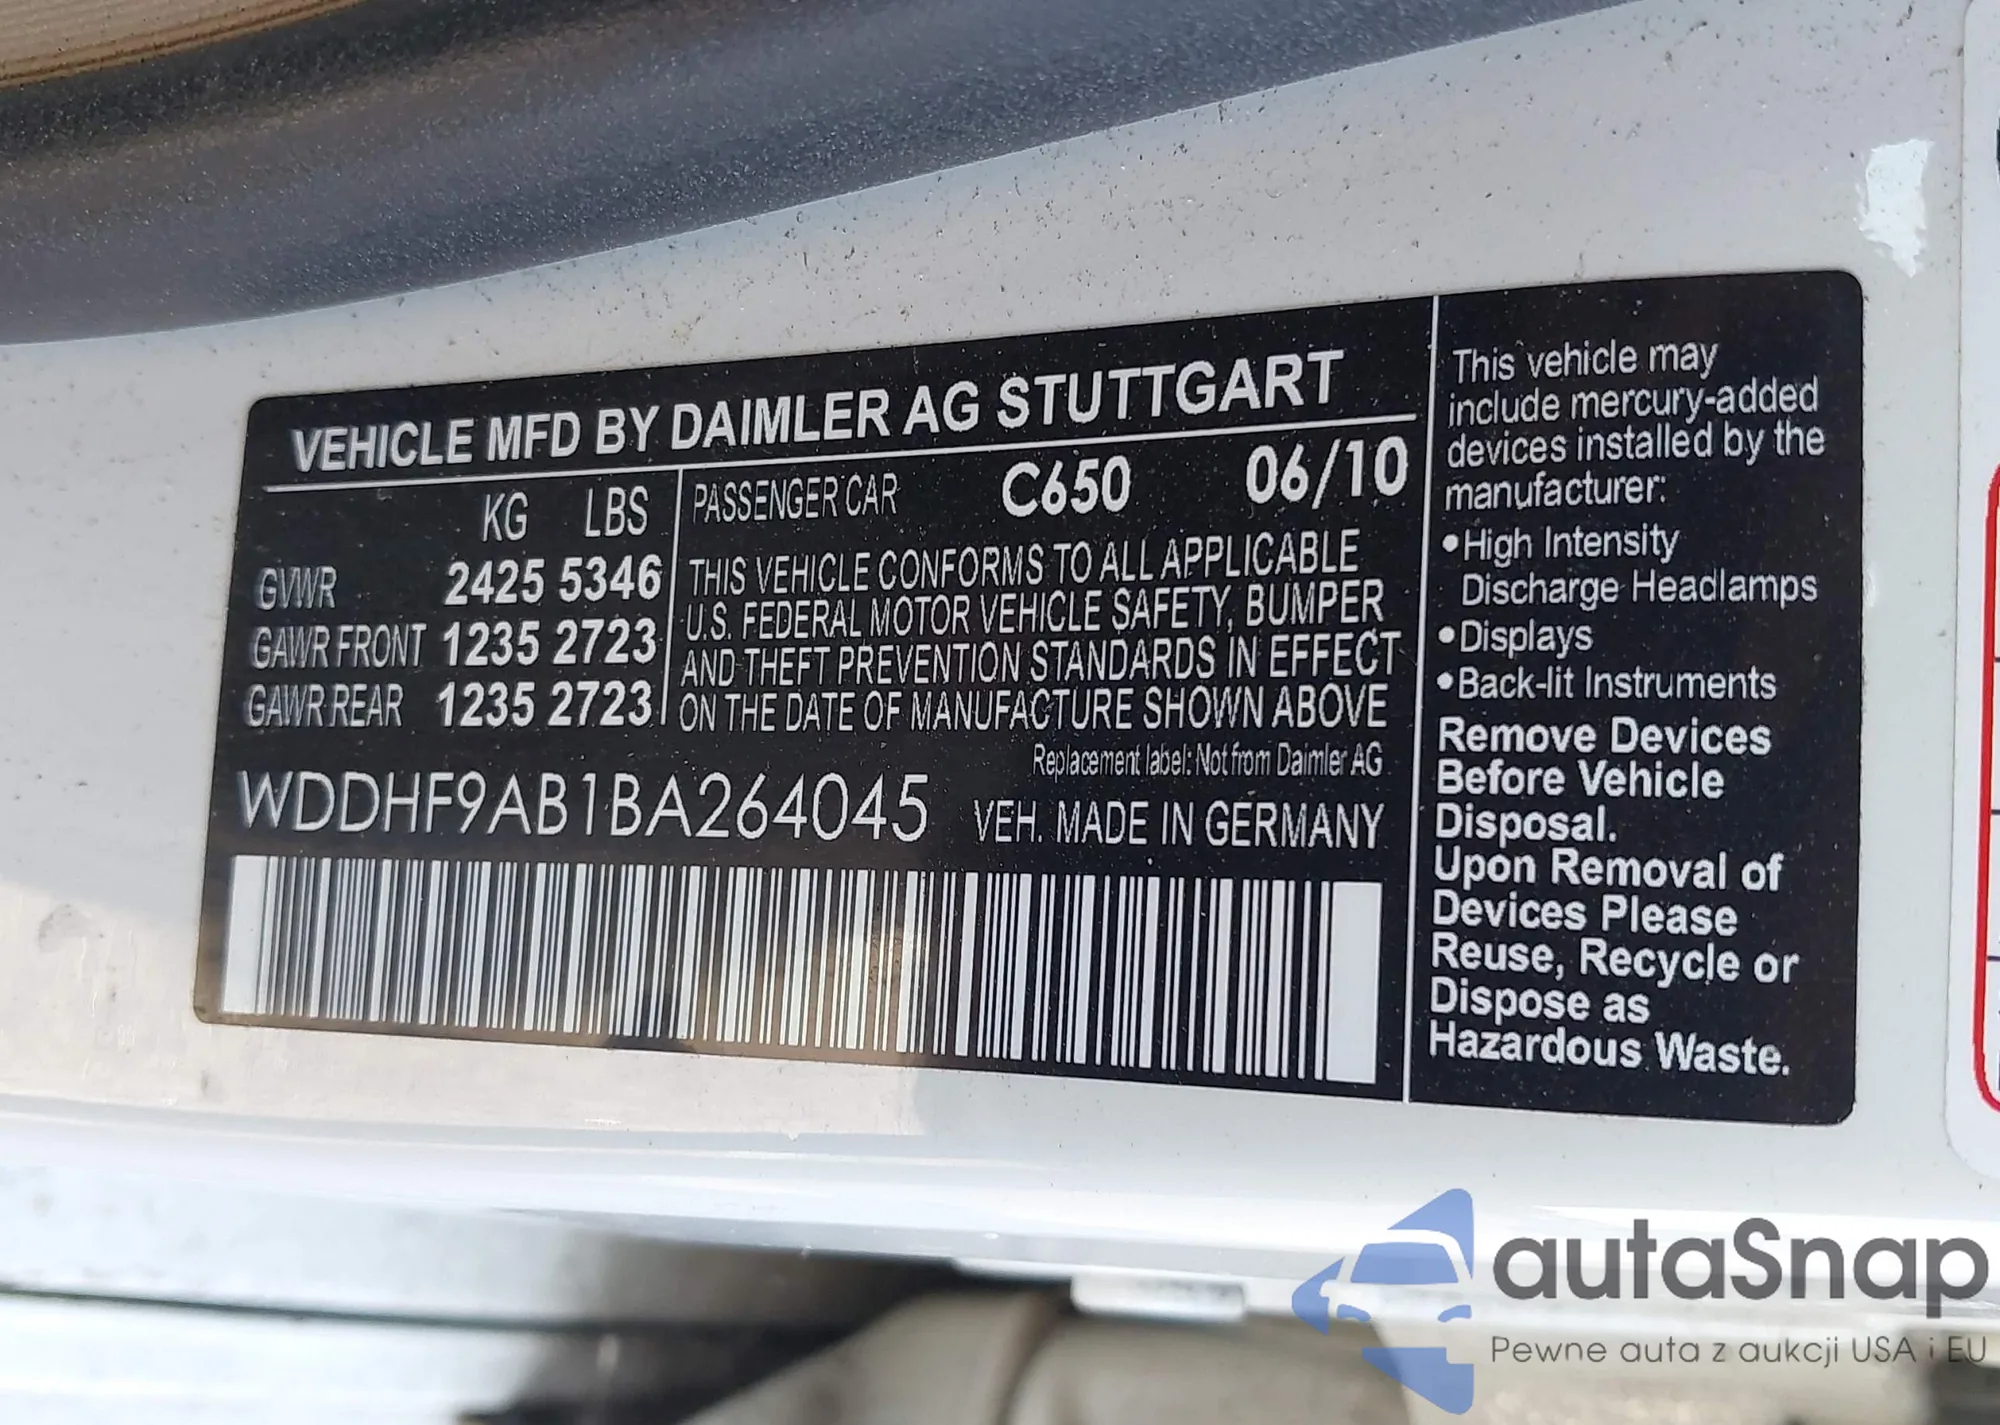 VEHICLE MFD BY DAIMLER AG STUTTGART
KG LBS
GVWR 2425 5346
GAWR FRONT 1235 2723
GAWR REAR 1235 2723
PASSENGER CAR C650 06/10
THIS VEHICLE CONFORMS TO ALL APPLICABLE
U.S. FEDERAL MOTOR VEHICLE SAFETY, BUMPER
AND THEFT PREVENTION STANDARDS IN EFFECT
ON THE DATE OF MANUFACTURE SHOWN ABOVE
Replacement label: Not from Daimler AG
WDDHF9AB1BA264045 VEH. MADE IN GERMANY
This vehicle may
include mercury-added
devices installed by the
manufacturer:
•High Intensity
Discharge Headlamps
•Displays
•Back-lit Instruments
Remove Devices
Before Vehicle
Disposal.
Upon Removal of
Devices Please
Reuse, Recycle or
Dispose as
Hazardous Waste.
autaSnap
Pewne auta z aukcji USA i EU